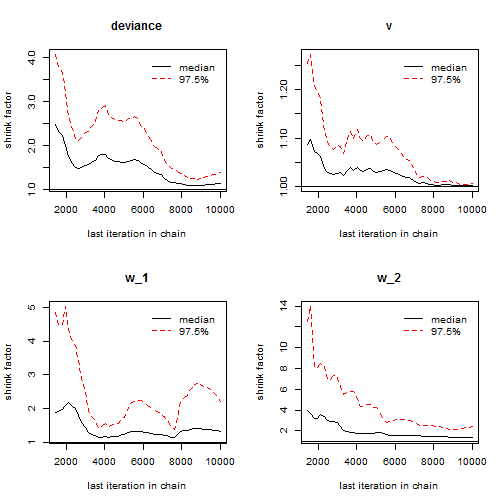 deviance
shrink factor
1.0 2.0 3.0 4.0
median
97.5%
2000 4000 6000 8000 10000
last iteration in chain
v
shrink factor
1.00 1.10 1.20
median
97.5%
2000 4000 6000 8000 10000
last iteration in chain
w_1
shrink factor
1 2 3 4 5
median
97.5%
2000 4000 6000 8000 10000
last iteration in chain
w_2
shrink factor
2 4 6 8 10 14
median
97.5%
2000 4000 6000 8000 10000
last iteration in chain